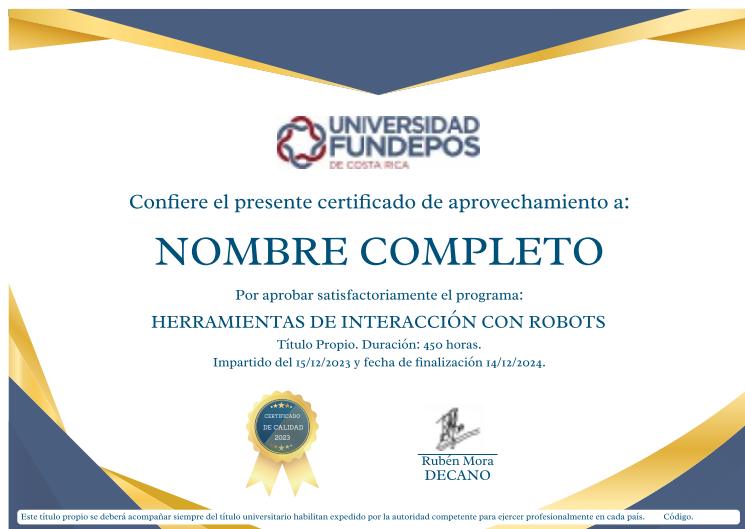 UNIVERSIDAD
FUNDEPOS
DE COSTA RICA
Confiere el presente certificado de aprovechamiento a:
NOMBRE COMPLETO
Por aprobar satisfactoriamente el programa:
HERRAMIENTAS DE INTERACCIÓN CON ROBOTS
Título Propio. Duración: 450 horas.
Impartido del 15/12/2023 y fecha de finalización 14/12/2024.
CERTIFICADO
DE CALIDAD
2023
Rubén Mora
DECANO
Este título propio se deberá acompañar siempre del título universitario habilitan expedido por la autoridad competente para ejercer profesionalmente en cada país. Código.